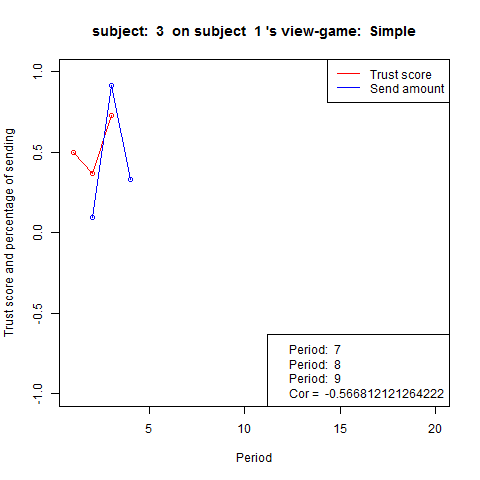 subject:  3  on subject  1 's view-game:  Simple
Trust score
Send amount
Trust score and percentage of sending
1.0
0.5
0.0
-0.5
-1.0
Period:  7
Period:  8
Period:  9
Cor =  -0.566812121264222
5
10
15
20
Period